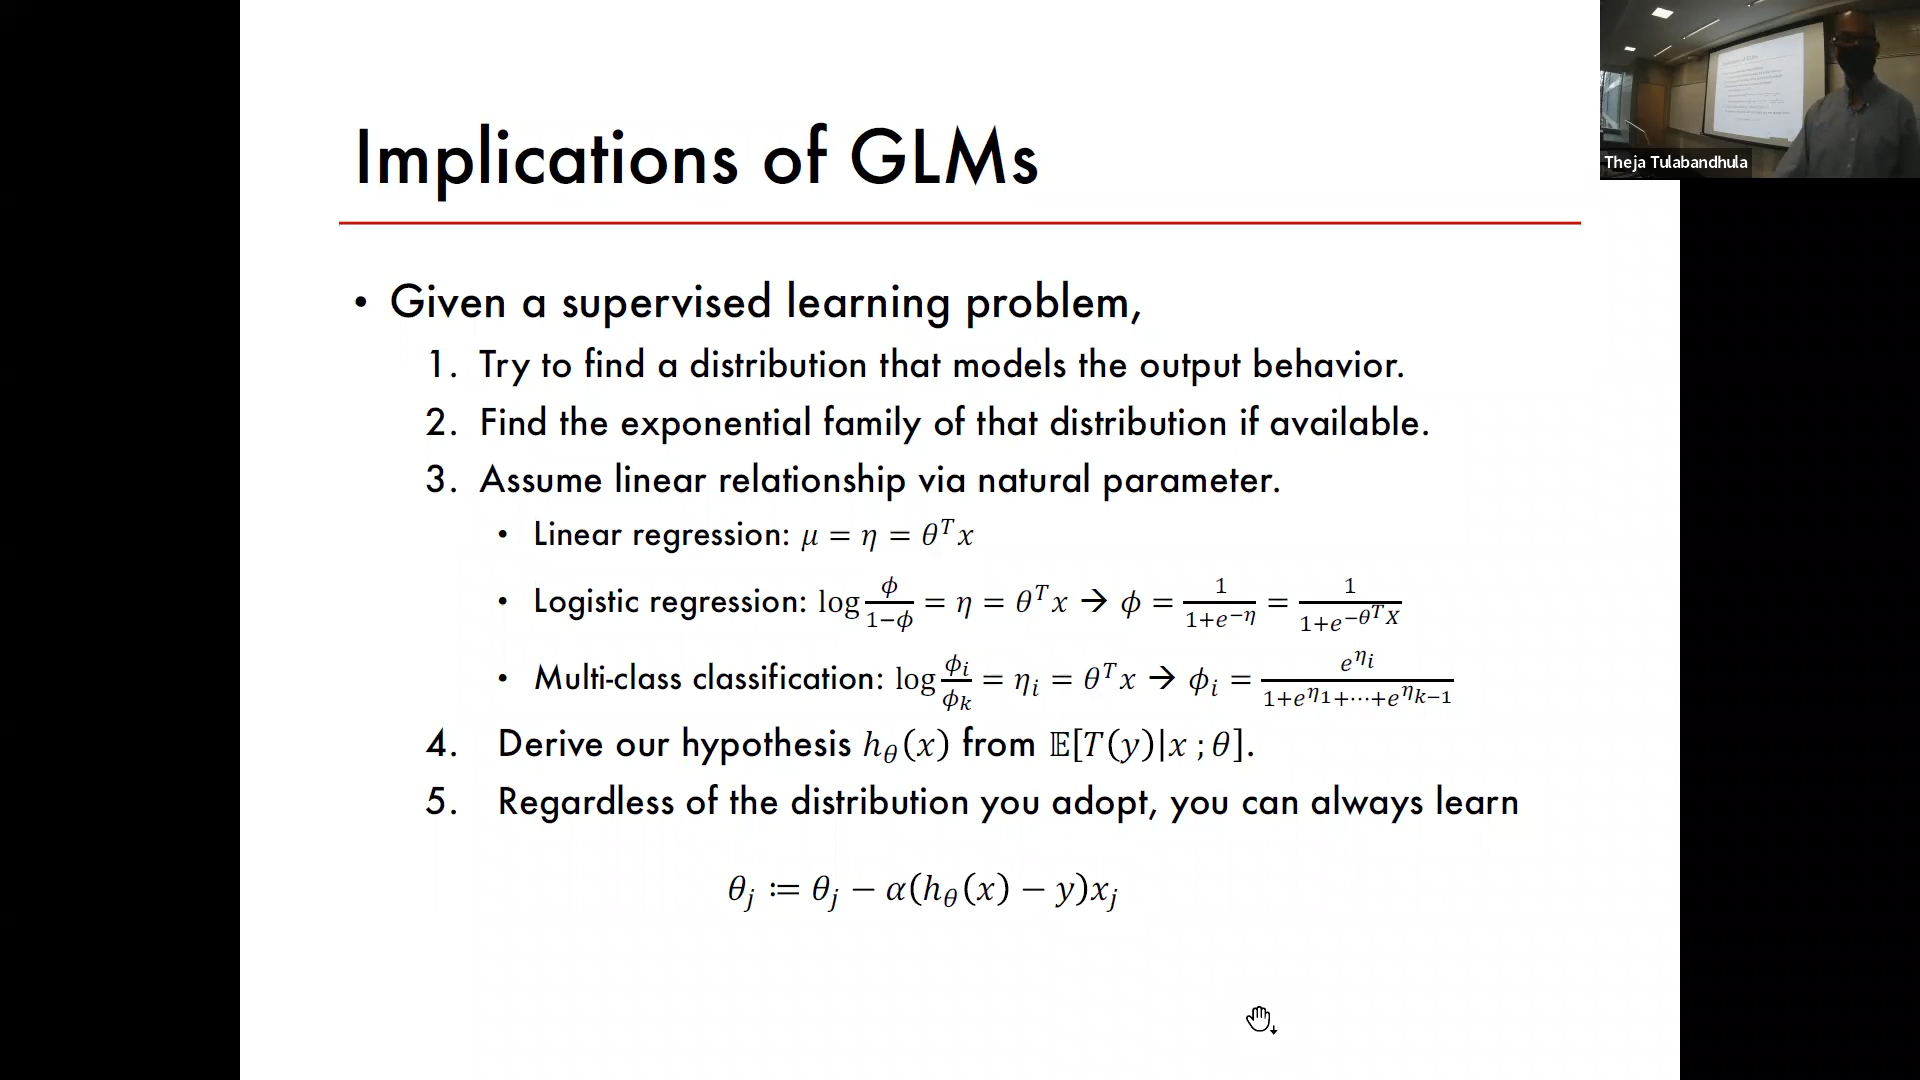 Theja Tulabandhula
Implications of GLMs
• Given a supervised learning problem,
1. Try to find a distribution that models the output behavior.
2. Find the exponential family of that distribution if available.
3. Assume linear relationship via natural parameter.
• Linear regression: μ = η = θ^T x
• Logistic regression: log ϕ/(1−ϕ) = η = θ^T x → ϕ = 1/(1+e^{−η}) = 1/(1+e^{−θ^T X})
• Multi-class classification: log ϕ_i/ϕ_k = η_i = θ^T x → ϕ_i = e^{η_i}/(1+e^{η_1}+⋯+e^{η_{k−1}})
4. Derive our hypothesis h_θ(x) from 𝔼[T(y)|x ; θ].
5. Regardless of the distribution you adopt, you can always learn
θ_j ≔ θ_j − α(h_θ(x) − y)x_j